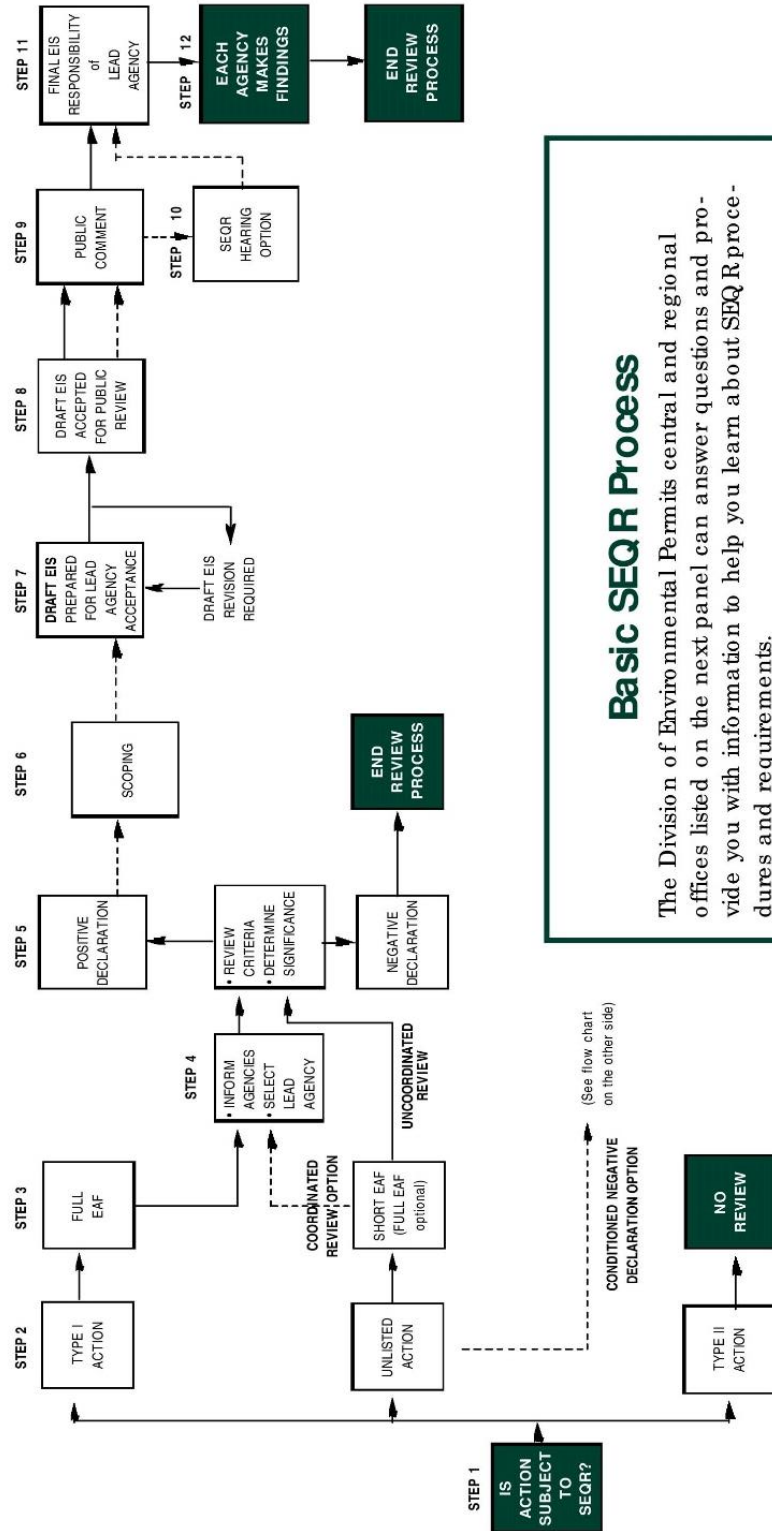 STEP 1
IS
ACTION
SUBJECT
TO
SEQR?
STEP 2
TYPE I
ACTION
UNLISTED
ACTION
TYPE II
ACTION
STEP 3
FULL
EAF
COORDINATED
REVIEW OPTION
SHORT EAF
(FULL EAF
optional)
UNCOORDINATED
REVIEW
CONDITIONED NEGATIVE
DECLARATION OPTION
(See flow chart
on the other side)
NO
REVIEW
STEP 4
• INFORM
AGENCIES
• SELECT
LEAD
AGENCY
STEP 5
POSITIVE
DECLARATION
• REVIEW
CRITERIA
• DETERMINE
SIGNIFICANCE
NEGATIVE
DECLARATION
END
REVIEW
PROCESS
STEP 6
SCOPING
STEP 7
DRAFT EIS
PREPARED
FOR LEAD
AGENCY
ACCEPTANCE
DRAFT EIS
REVISION
REQUIRED
STEP 8
DRAFT EIS
ACCEPTED
FOR PUBLIC
REVIEW
STEP 9
PUBLIC
COMMENT
STEP 10
SEQR
HEARING
OPTION
STEP 11
FINAL EIS
RESPONSIBILITY
of
LEAD
AGENCY
STEP 12
EACH
AGENCY
MAKES
FINDINGS
END
REVIEW
PROCESS
Basic SEQR Process
The Division of Environmental Permits central and regional
offices listed on the next panel can answer questions and pro-
vide you with information to help you learn about SEQR proce-
dures and requirements.